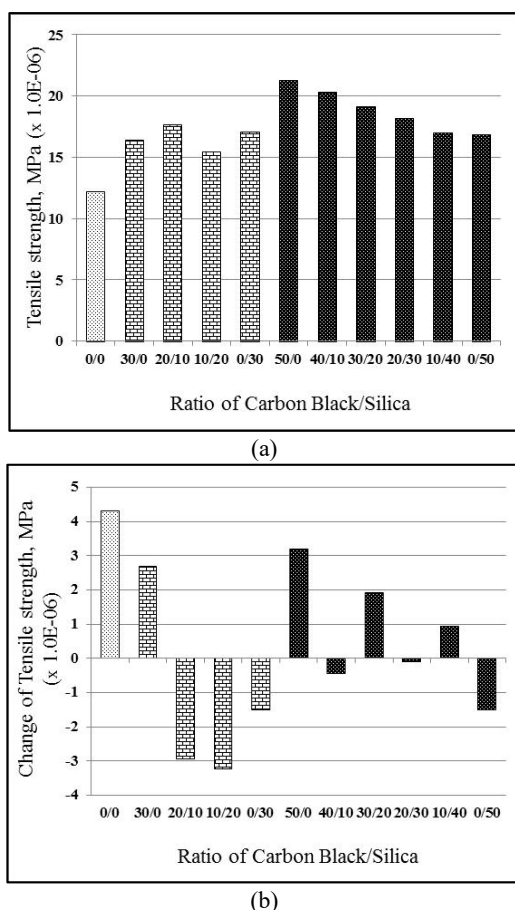 25
20
15
10
5
0
Tensile strength, MPa (x 1.0E-06)
0/0 30/0 20/10 10/20 0/30 50/0 40/10 30/20 20/30 10/40 0/50
Ratio of Carbon Black/Silica
(a)
5
4
3
2
1
0
-1
-2
-3
-4
Change of Tensile strength, MPa
(x 1.0E-06)
0/0 30/0 20/10 10/20 0/30 50/0 40/10 30/20 20/30 10/40 0/50
Ratio of Carbon Black/Silica
(b)